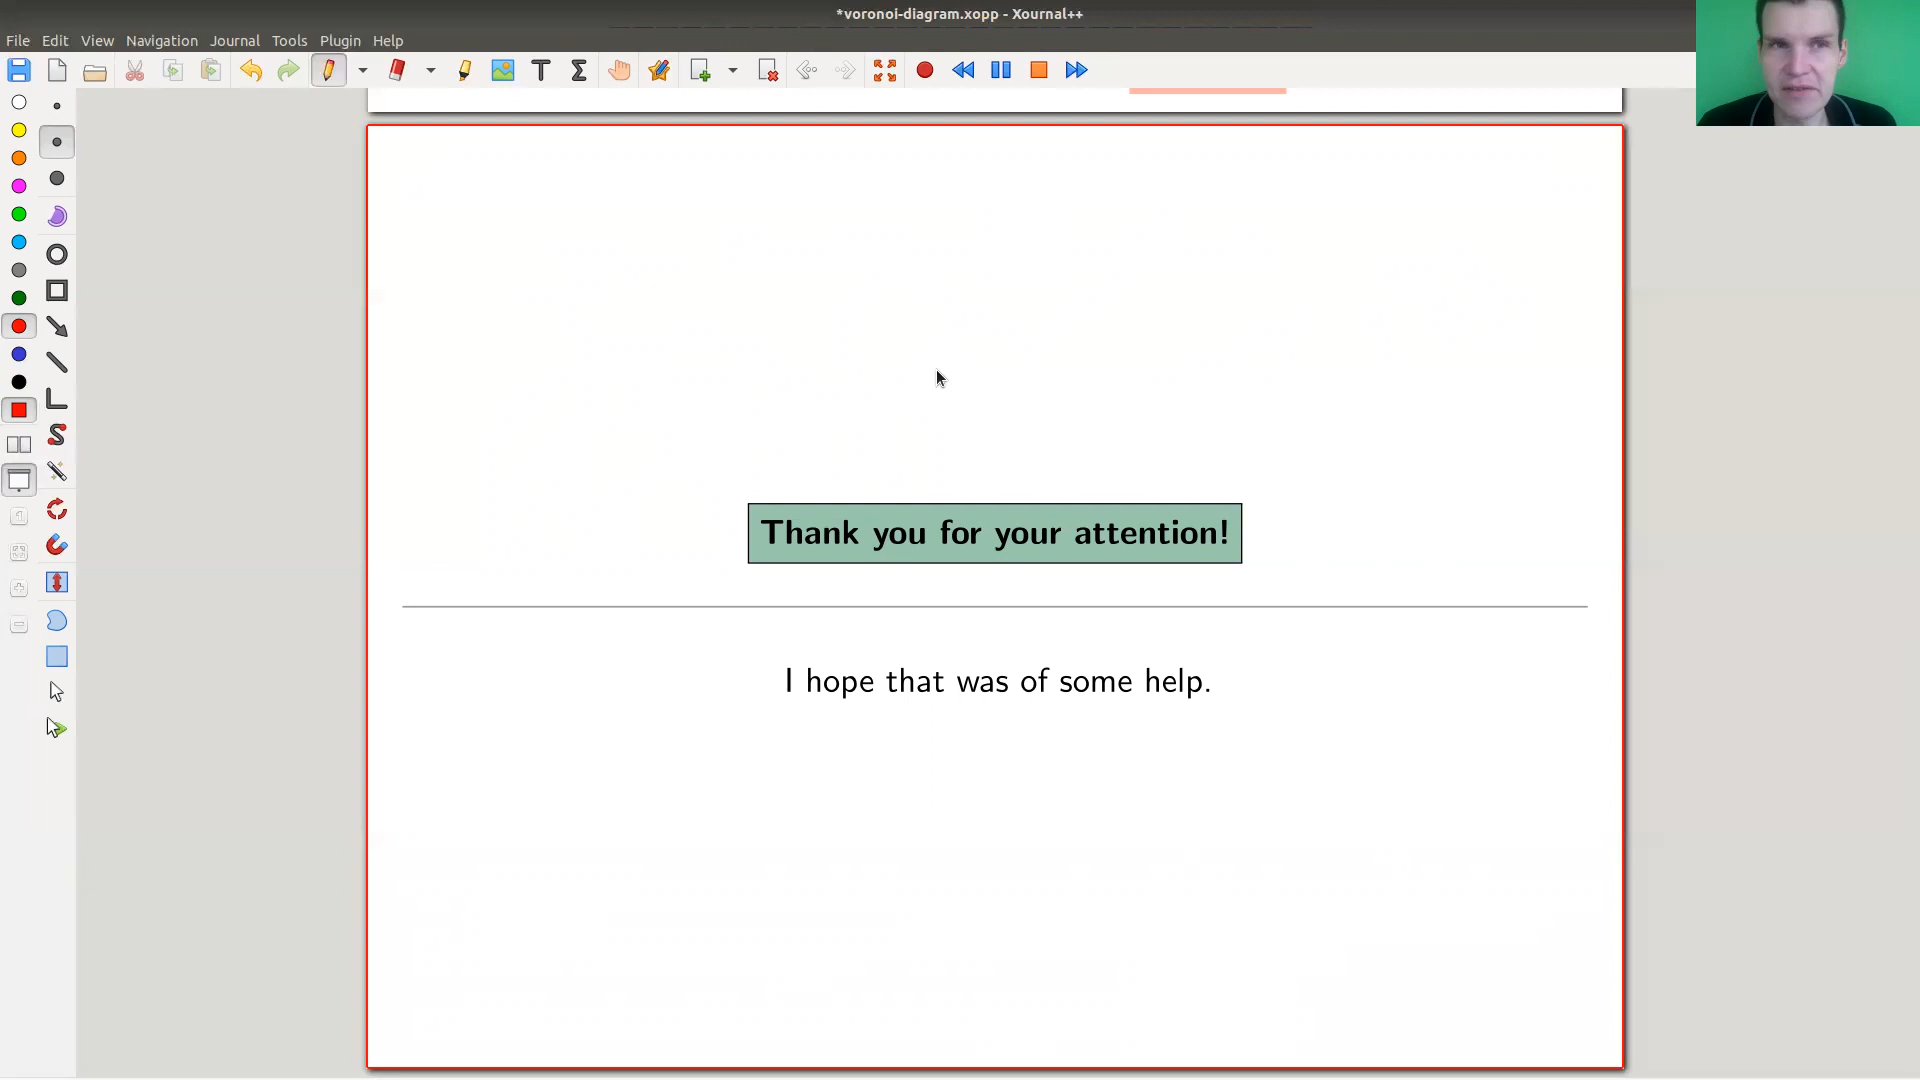 *voronoi-diagram.xopp - Xournal++
File Edit View Navigation Journal Tools Plugin Help
Thank you for your attention!
I hope that was of some help.